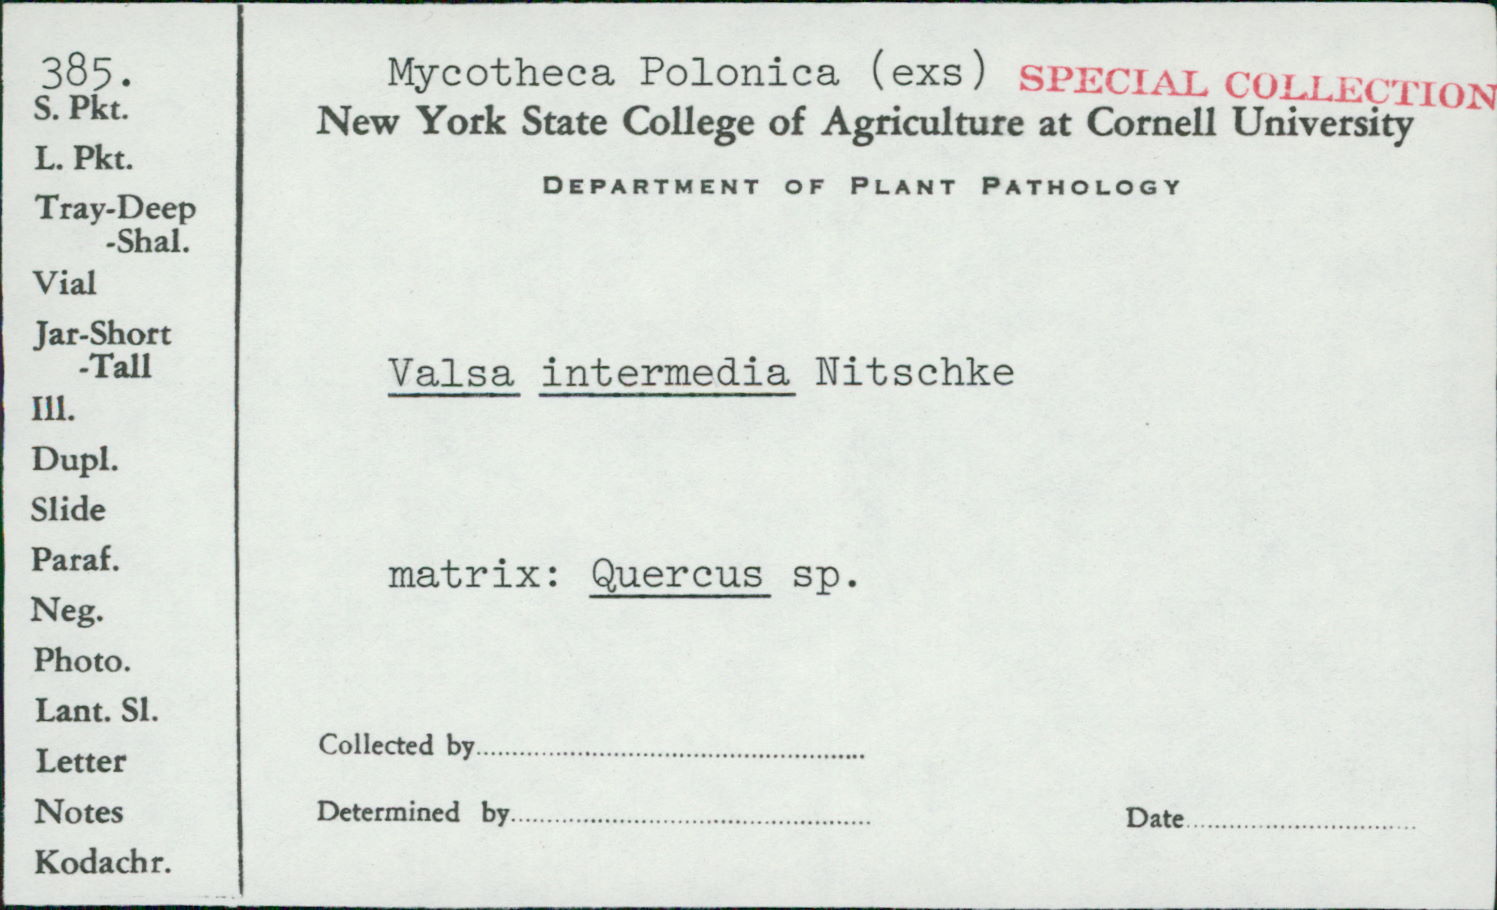 385.
S. Pkt.
L. Pkt.
Tray-Deep
-Shal.
Vial
Jar-Short
-Tall
Ill.
Dupl.
Slide
Paraf.
Neg.
Photo.
Lant. Sl.
Letter
Notes
Kodachr.
Mycotheca Polonica (exs) SPECIAL COLLECTION
New York State College of Agriculture at Cornell University
DEPARTMENT OF PLANT PATHOLOGY
Valsa intermedia Nitschke
matrix: Quercus sp.
Collected by
Determined by
Date